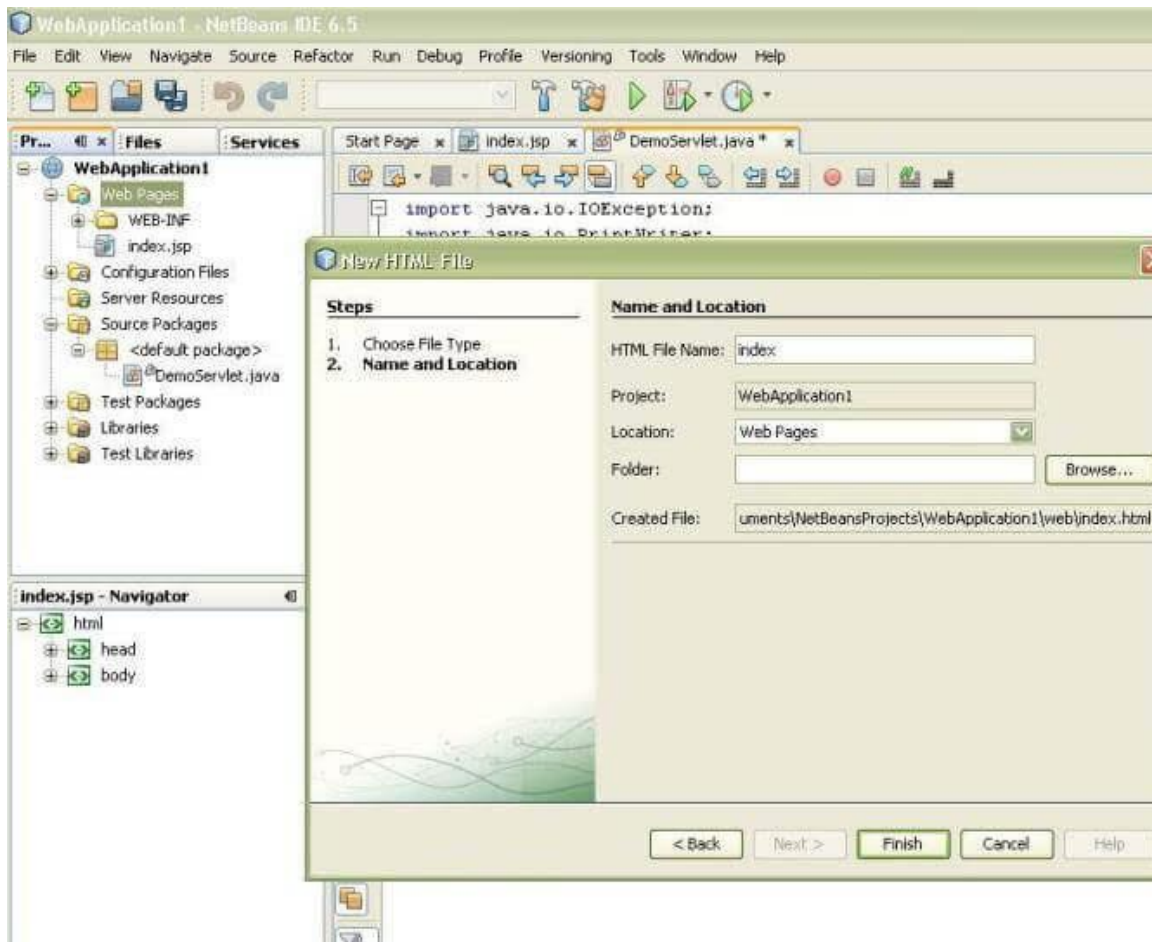 WebApplication1 - NetBeans IDE 6.5
File Edit View Navigate Source Refactor Run Debug Profile Versioning Tools Window Help
Pr... Files Services
Start Page index.jsp DemoServlet.java *
WebApplication1
Web Pages
WEB-INF
index.jsp
Configuration Files
Server Resources
Source Packages
<default package>
DemoServlet.java
Test Packages
Libraries
Test Libraries
import java.io.IOException;
import java.io.PrintWriter;
New HTML File
Steps
1. Choose File Type
2. Name and Location
Name and Location
HTML File Name: index
Project: WebApplication1
Location: Web Pages
Folder: Browse...
Created File: uments\NetBeansProjects\WebApplication1\web\index.html
< Back Next > Finish Cancel Help
index.jsp - Navigator
html
head
body